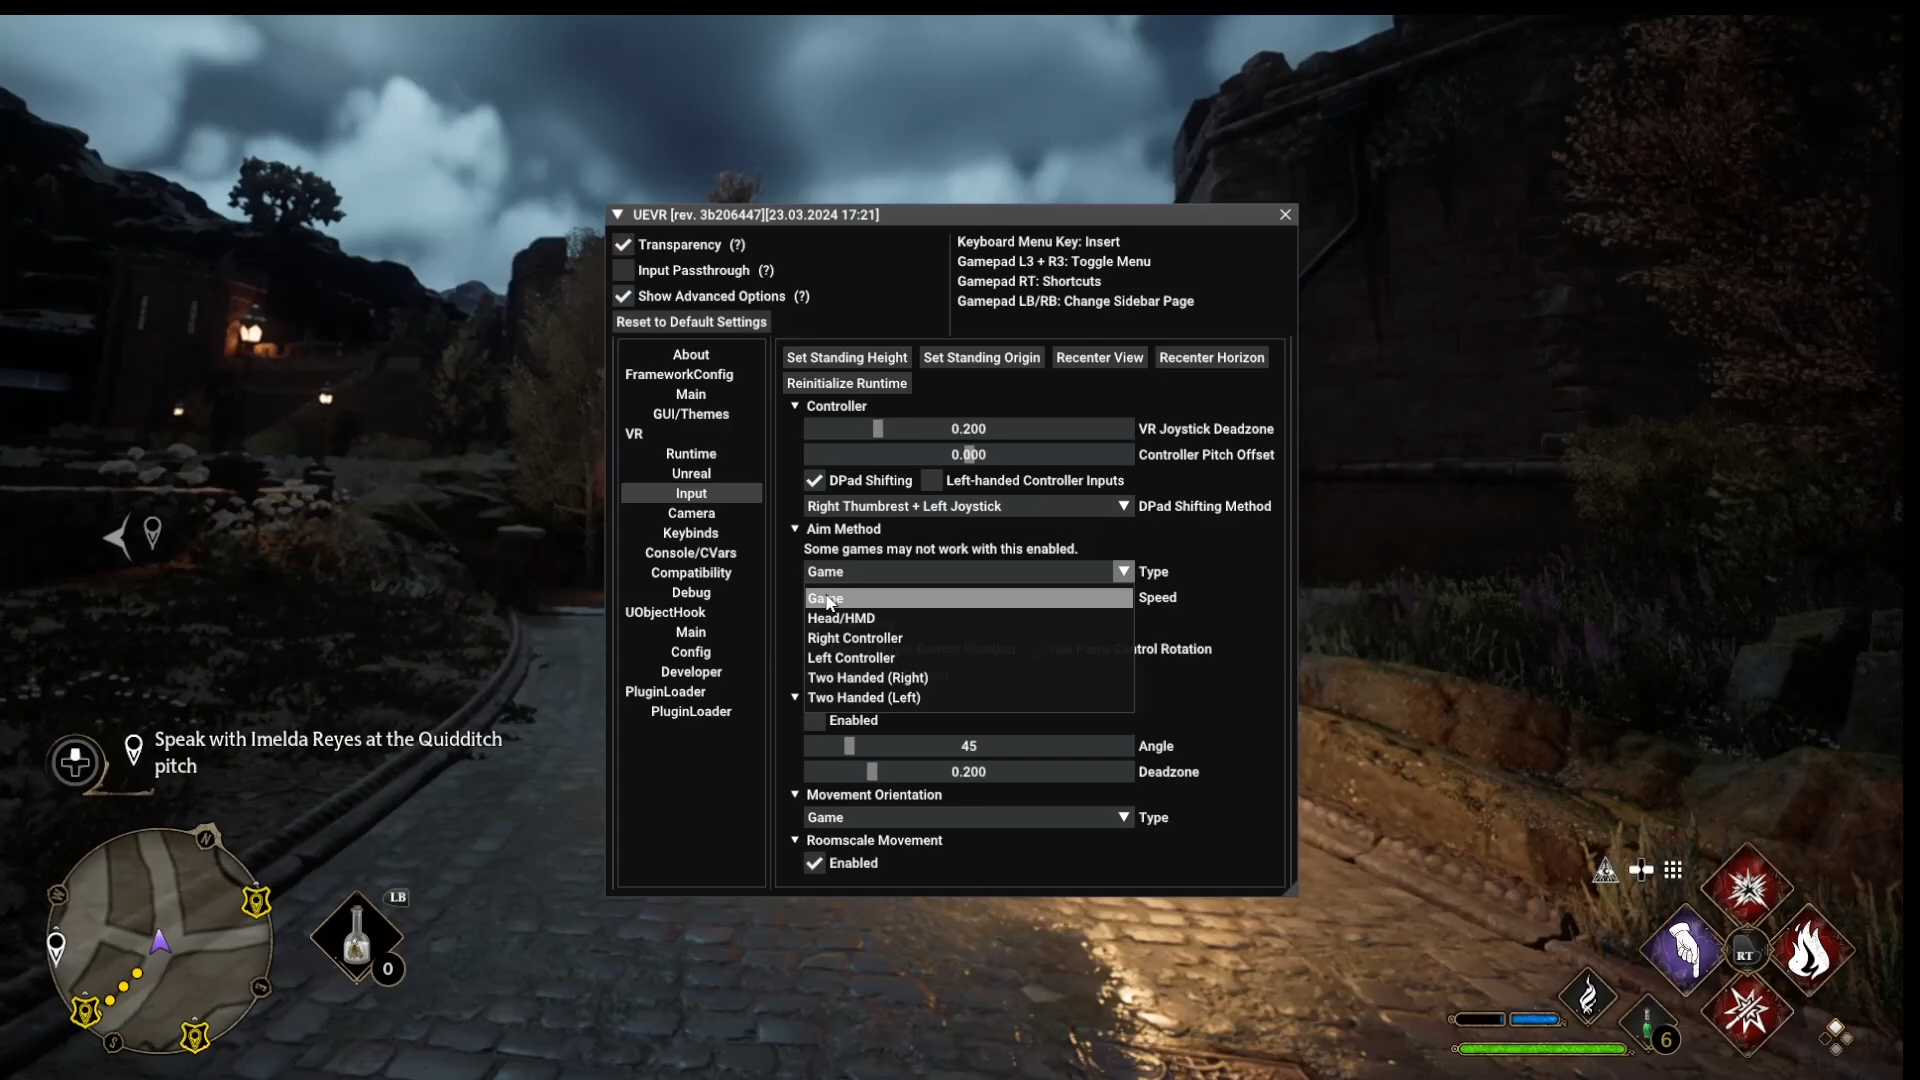 UEVR [rev. 3b206447][23.03.2024 17:21]
Transparency (?)
Input Passthrough (?)
Show Advanced Options (?)
Reset to Default Settings
Keyboard Menu Key: Insert
Gamepad L3 + R3: Toggle Menu
Gamepad RT: Shortcuts
Gamepad LB/RB: Change Sidebar Page
About
FrameworkConfig
Main
GUI/Themes
VR
Runtime
Unreal
Input
Camera
Keybinds
Console/CVars
Compatibility
Debug
UObjectHook
Main
Config
Developer
PluginLoader
PluginLoader
Set Standing Height Set Standing Origin Recenter View Recenter Horizon
Reinitialize Runtime
Controller
0.200 VR Joystick Deadzone
0.000 Controller Pitch Offset
DPad Shifting Left-handed Controller Inputs
Right Thumbrest + Left Joystick DPad Shifting Method
Aim Method
Some games may not work with this enabled.
Game Type
Game Speed
Head/HMD
Right Controller
Control Rotation
Left Controller
Two Handed (Right)
Two Handed (Left)
Enabled
45 Angle
0.200 Deadzone
Movement Orientation
Game Type
Roomscale Movement
Enabled
Speak with Imelda Reyes at the Quidditch
pitch
N
E
S
W
LB
0
RT
6